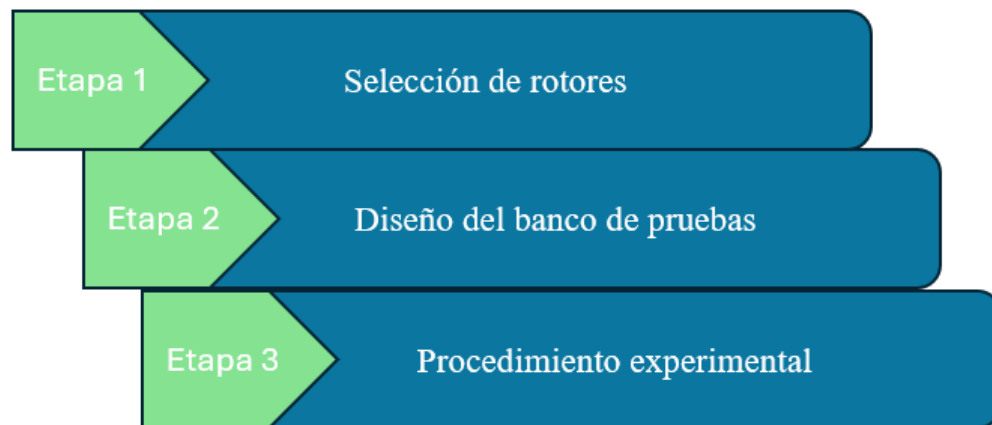 Etapa 1
Selección de rotores
Etapa 2
Diseño del banco de pruebas
Etapa 3
Procedimiento experimental